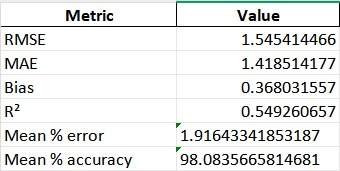 Metric Value
RMSE 1.545414466
MAE 1.418514177
Bias 0.368031557
R² 0.549260657
Mean % error 1.91643341853187
Mean % accuracy 98.0835665814681